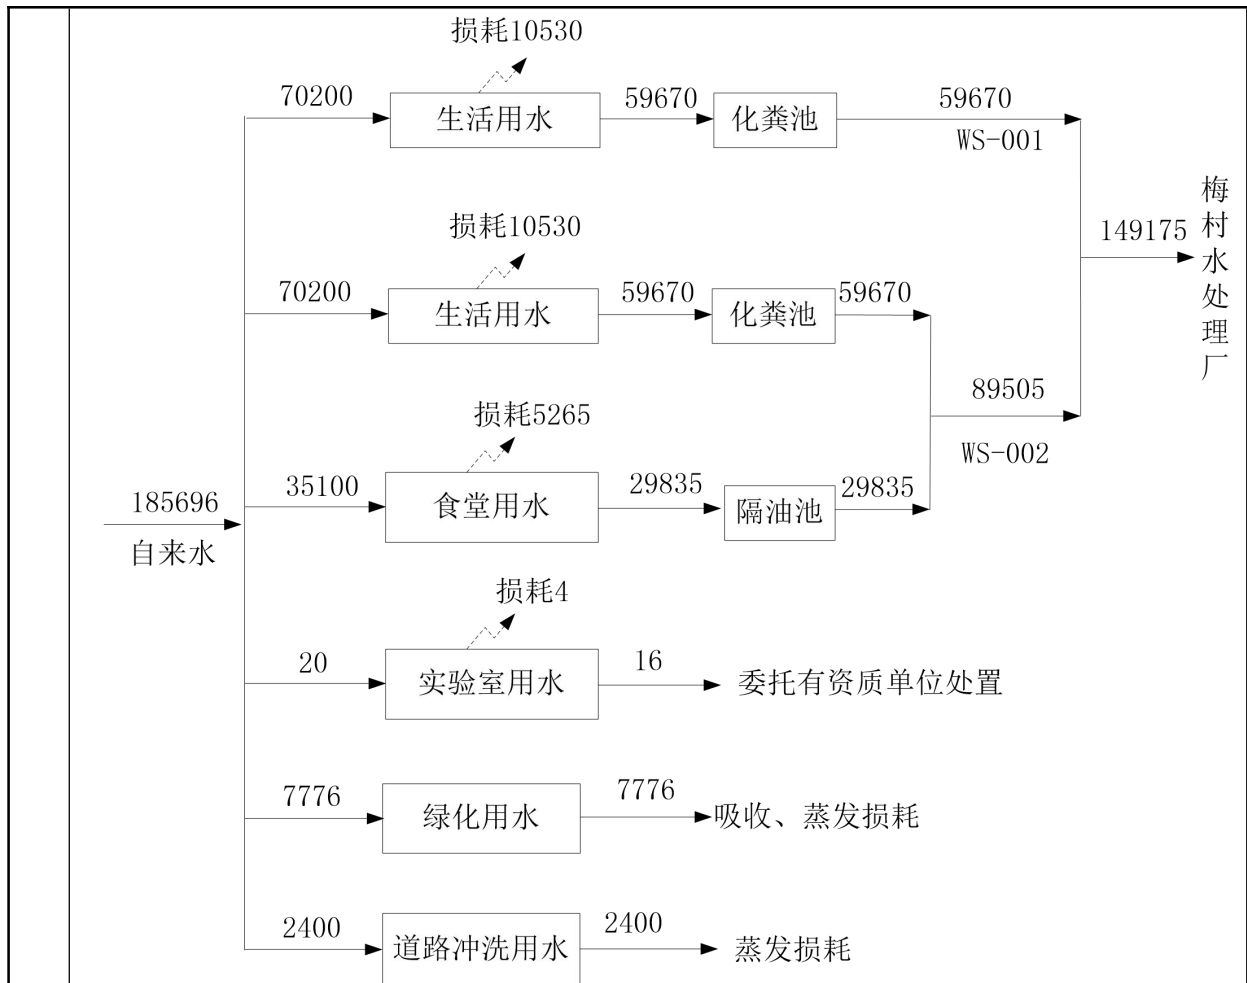 损耗10530
70200
生活用水
59670
化粪池
59670
WS-001
损耗10530
70200
生活用水
59670
化粪池
59670
149175
梅村水处理厂
89505
WS-002
损耗5265
35100
食堂用水
29835
隔油池
29835
185696
自来水
损耗4
20
实验室用水
16
委托有资质单位处置
7776
绿化用水
7776
吸收、蒸发损耗
2400
道路冲洗用水
2400
蒸发损耗